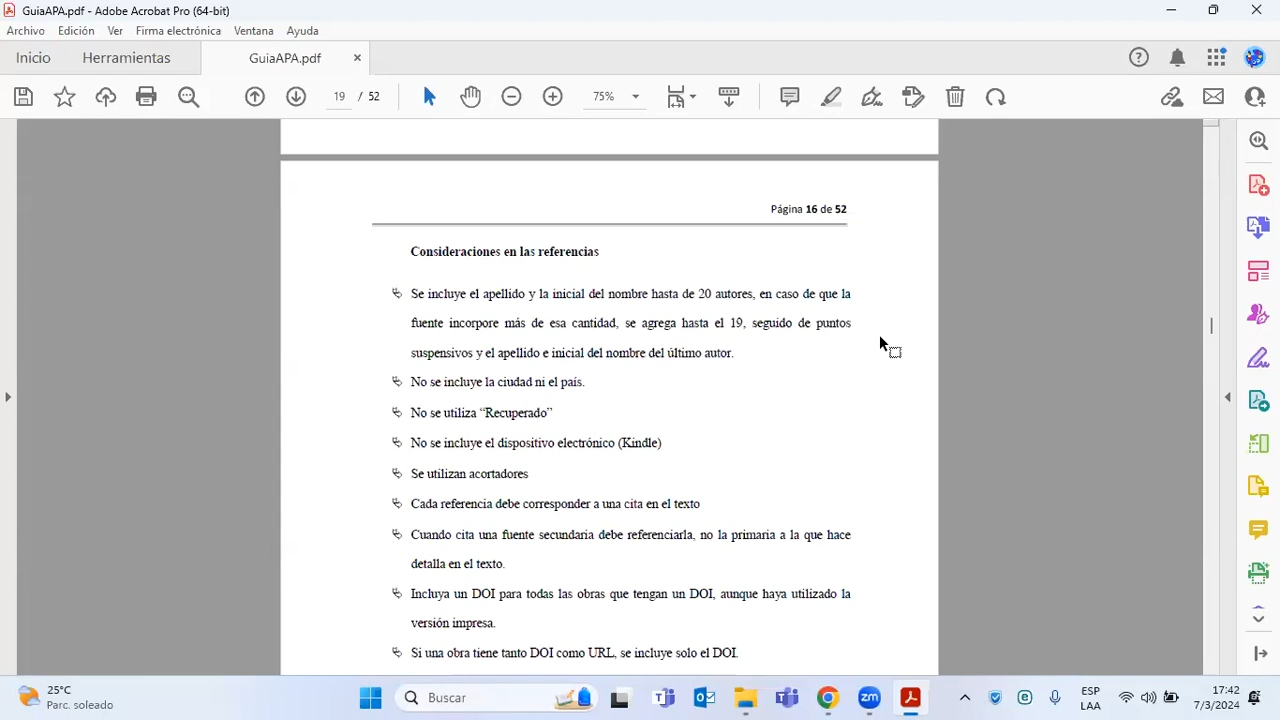 GuiaAPA.pdf - Adobe Acrobat Pro (64-bit)
Archivo Edición Ver Firma electrónica Ventana Ayuda
Inicio Herramientas GuiaAPA.pdf
19 / 52 75%
Página 16 de 52
Consideraciones en las referencias
Se incluye el apellido y la inicial del nombre hasta de 20 autores, en caso de que la
fuente incorpore más de esa cantidad, se agrega hasta el 19, seguido de puntos
suspensivos y el apellido e inicial del nombre del último autor.
No se incluye la ciudad ni el país.
No se utiliza “Recuperado”
No se incluye el dispositivo electrónico (Kindle)
Se utilizan acortadores
Cada referencia debe corresponder a una cita en el texto
Cuando cita una fuente secundaria debe referenciarla, no la primaria a la que hace
detalla en el texto.
Incluya un DOI para todas las obras que tengan un DOI, aunque haya utilizado la
versión impresa.
Si una obra tiene tanto DOI como URL, se incluye solo el DOI.
25°C
Parc. soleado
Buscar
ESP
LAA
17:42
7/3/2024